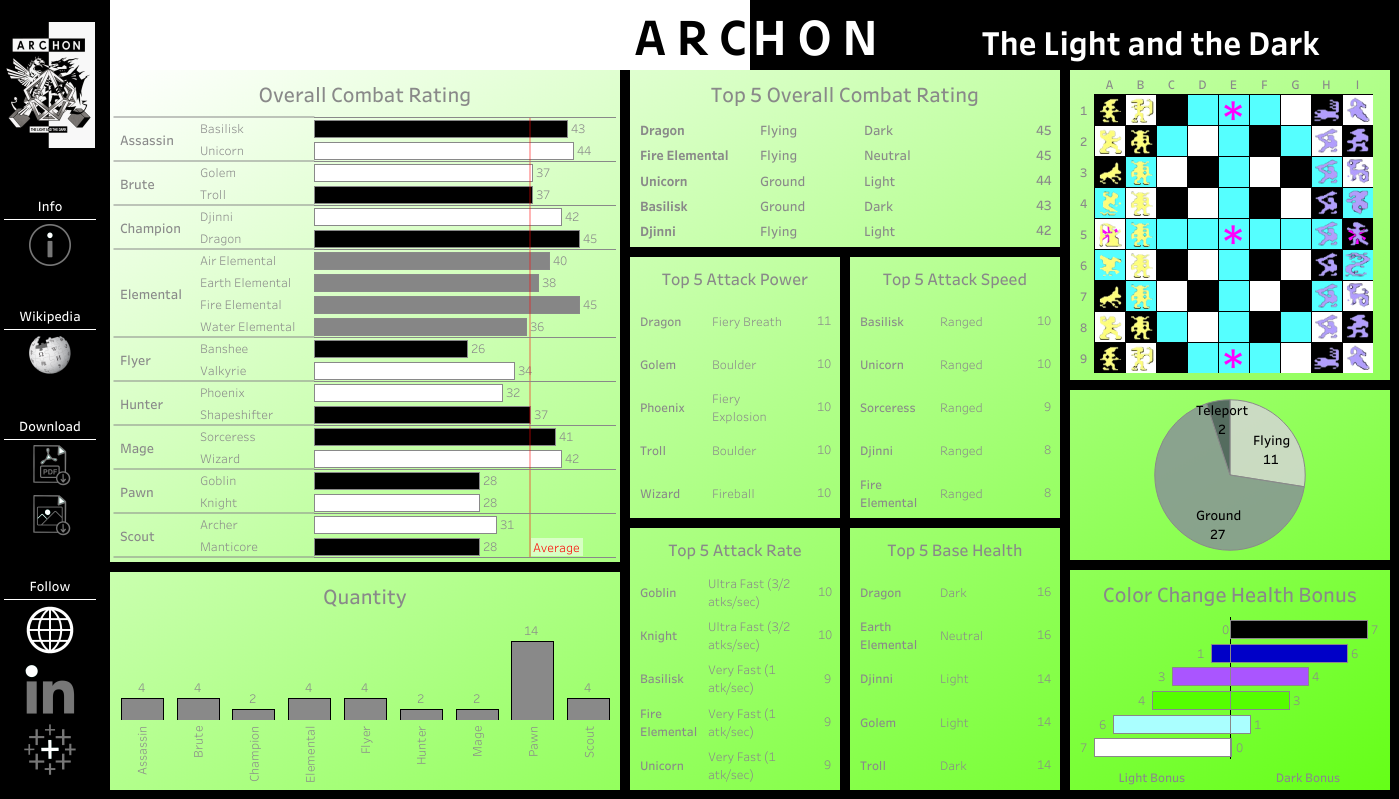 ARCHON
THE LIGHT AND THE DARK
Info
Wikipedia
Download
PDF
Follow
in
ARCHON
The Light and the Dark
Overall Combat Rating
Assassin
Basilisk 43
Unicorn 44
Brute
Golem 37
Troll 37
Champion
Djinni 42
Dragon 45
Elemental
Air Elemental 40
Earth Elemental 38
Fire Elemental 45
Water Elemental 36
Flyer
Banshee 26
Valkyrie 34
Hunter
Phoenix 32
Shapeshifter 37
Mage
Sorceress 41
Wizard 42
Pawn
Goblin 28
Knight 28
Scout
Archer 31
Manticore 28
Average
Quantity
4 4 2 4 4 2 2 14 4
Assassin Brute Champion Elemental Flyer Hunter Mage Pawn Scout
Top 5 Overall Combat Rating
Dragon Flying Dark 45
Fire Elemental Flying Neutral 45
Unicorn Ground Light 44
Basilisk Ground Dark 43
Djinni Flying Light 42
Top 5 Attack Power
Dragon Fiery Breath 11
Golem Boulder 10
Phoenix Fiery Explosion 10
Troll Boulder 10
Wizard Fireball 10
Top 5 Attack Speed
Basilisk Ranged 10
Unicorn Ranged 10
Sorceress Ranged 9
Djinni Ranged 8
Fire Elemental Ranged 8
Top 5 Attack Rate
Goblin Ultra Fast (3/2 atks/sec) 10
Knight Ultra Fast (3/2 atks/sec) 10
Basilisk Very Fast (1 atk/sec) 9
Fire Elemental Very Fast (1 atk/sec) 9
Unicorn Very Fast (1 atk/sec) 9
Top 5 Base Health
Dragon Dark 16
Earth Elemental Neutral 16
Djinni Light 14
Golem Light 14
Troll Dark 14
A B C D E F G H I
1
2
3
4
5
6
7
8
9
Teleport
2
Flying
11
Ground
27
Color Change Health Bonus
0 7
1 6
3 4
4 3
6 1
7 0
Light Bonus Dark Bonus